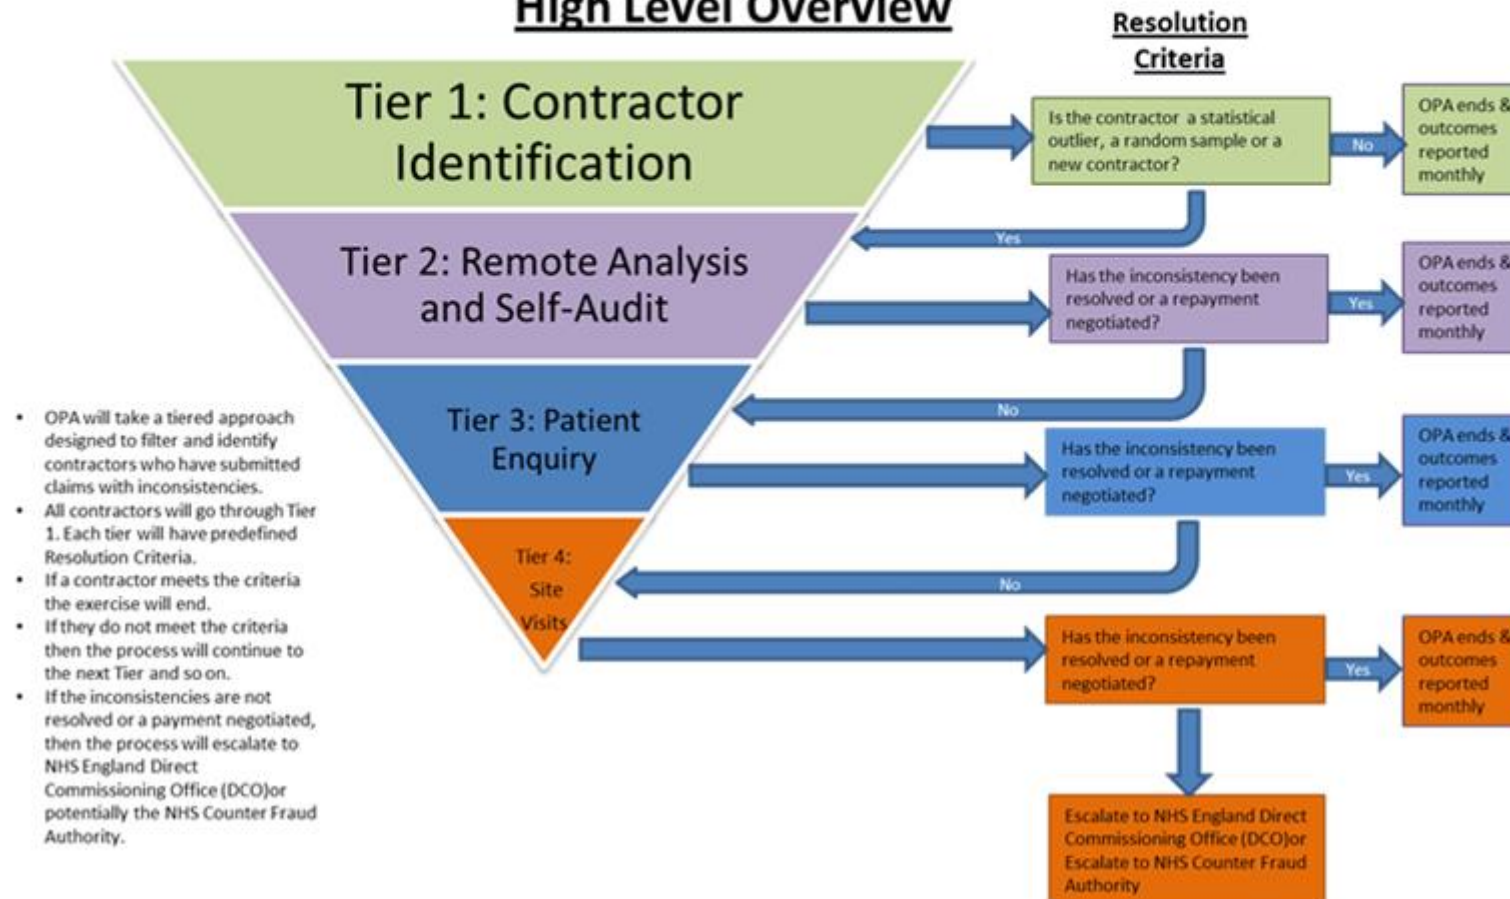 High Level Overview
Resolution
Criteria
Tier 1: Contractor
Identification
Is the contractor a statistical
outlier, a random sample or a
new contractor?
No
OPA ends &
outcomes
reported
monthly
Yes
Tier 2: Remote Analysis
and Self-Audit
Has the inconsistency been
resolved or a repayment
negotiated?
Yes
OPA ends &
outcomes
reported
monthly
No
Tier 3: Patient
Enquiry
Has the inconsistency been
resolved or a repayment
negotiated?
Yes
OPA ends &
outcomes
reported
monthly
No
Tier 4:
Site
Visits
Has the inconsistency been
resolved or a repayment
negotiated?
Yes
OPA ends &
outcomes
reported
monthly
Escalate to NHS England Direct
Commissioning Office (DCO)or
Escalate to NHS Counter Fraud
Authority
• OPA will take a tiered approach
designed to filter and identify
contractors who have submitted
claims with inconsistencies.
• All contractors will go through Tier
1. Each tier will have predefined
Resolution Criteria.
• If a contractor meets the criteria
the exercise will end.
• If they do not meet the criteria
then the process will continue to
the next Tier and so on.
• If the inconsistencies are not
resolved or a payment negotiated,
then the process will escalate to
NHS England Direct
Commissioning Office (DCO)or
potentially the NHS Counter Fraud
Authority.